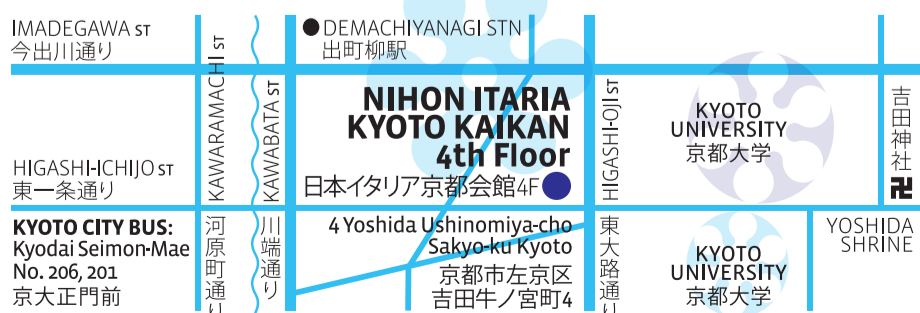 IMADEGAWA ST
今出川通り
KAWARAMACHI ST
KAWABATA ST
DEMACHIYANAGI STN
出町柳駅
NIHON ITARIA
KYOTO KAIKAN
4th Floor
日本イタリア京都会館4F
HIGASHI-OJI ST
KYOTO
UNIVERSITY
京都大学
吉田神社
卍
HIGASHI-ICHIJO ST
東一条通り
KYOTO CITY BUS:
Kyodai Seimon-Mae
No. 206, 201
京大正門前
河原町通り
川端通り
4 Yoshida Ushinomiya-cho
Sakyo-ku Kyoto
京都市左京区
吉田牛ノ宮町4
東大路通り
KYOTO
UNIVERSITY
京都大学
YOSHIDA
SHRINE